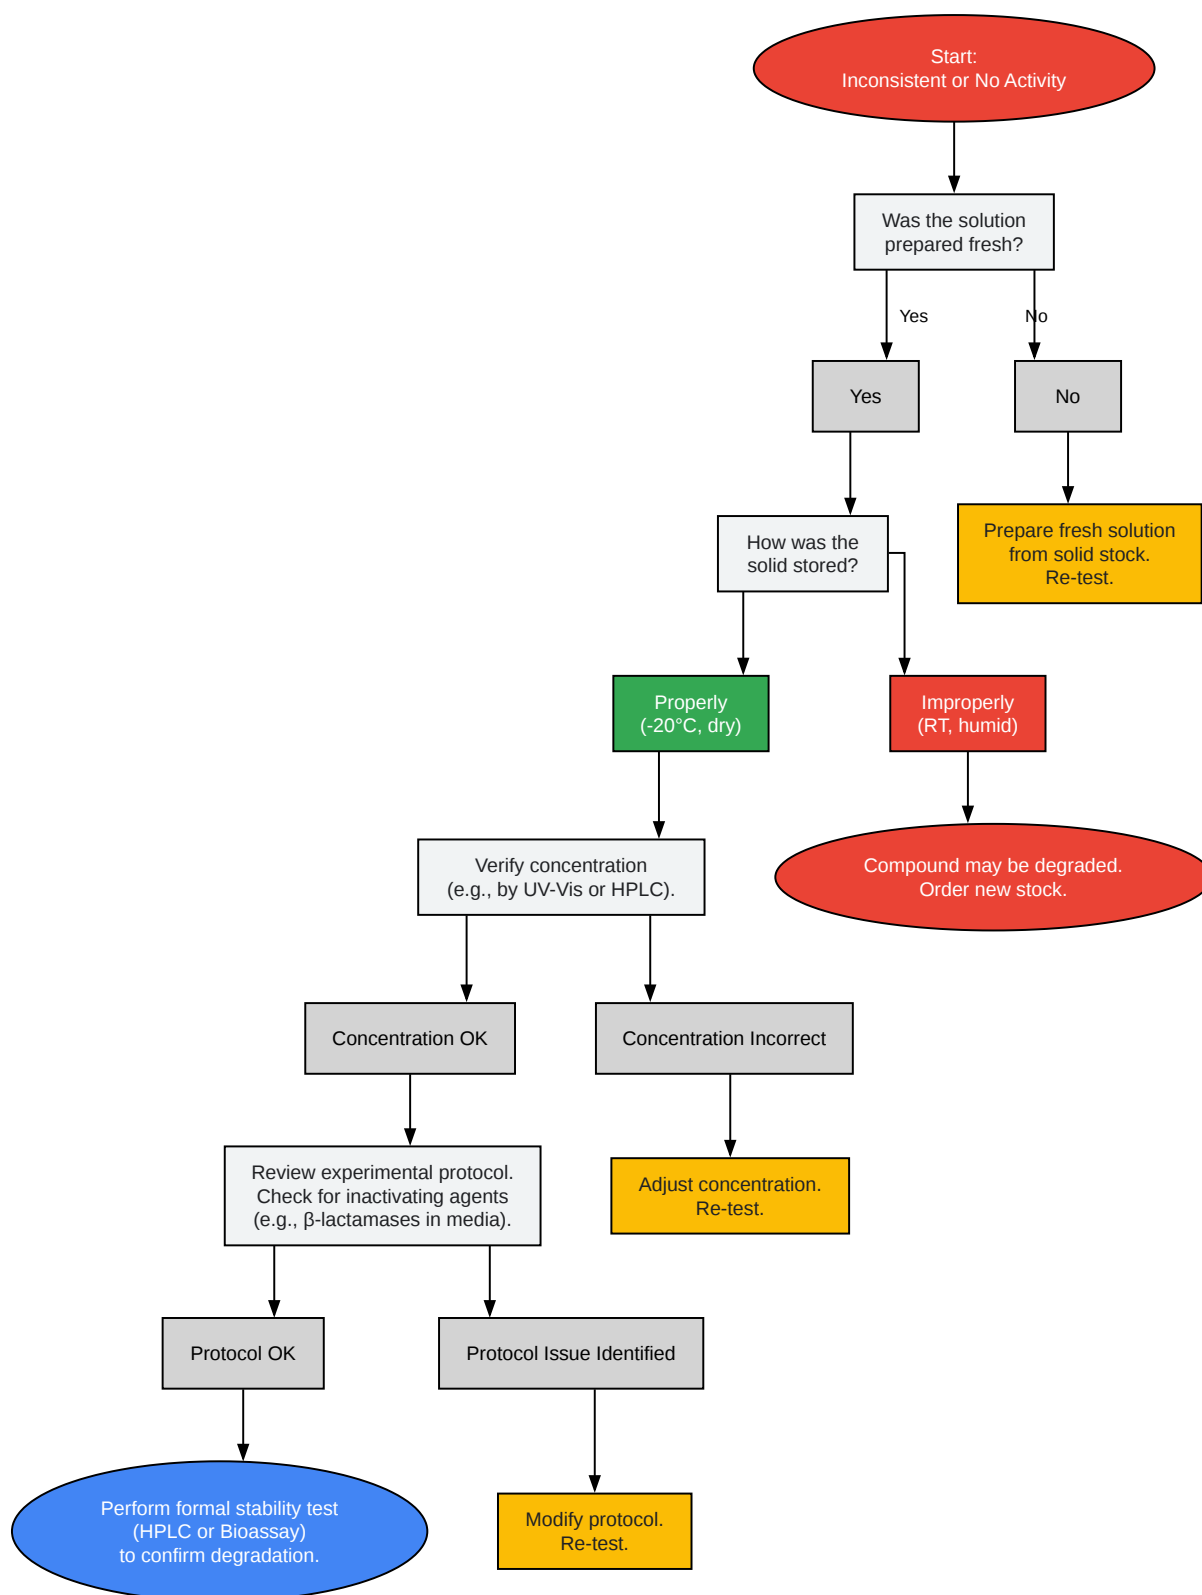 Start:
Inconsistent or No Activity
Was the solution
prepared fresh?
Yes
No
Yes
No
How was the
solid stored?
Prepare fresh solution
from solid stock.
Re-test.
Properly
(-20°C, dry)
Improperly
(RT, humid)
Verify concentration
(e.g., by UV-Vis or HPLC).
Compound may be degraded.
Order new stock.
Concentration OK
Concentration Incorrect
Review experimental protocol.
Check for inactivating agents
(e.g., β-lactamases in media).
Adjust concentration.
Re-test.
Protocol OK
Protocol Issue Identified
Perform formal stability test
(HPLC or Bioassay)
to confirm degradation.
Modify protocol.
Re-test.